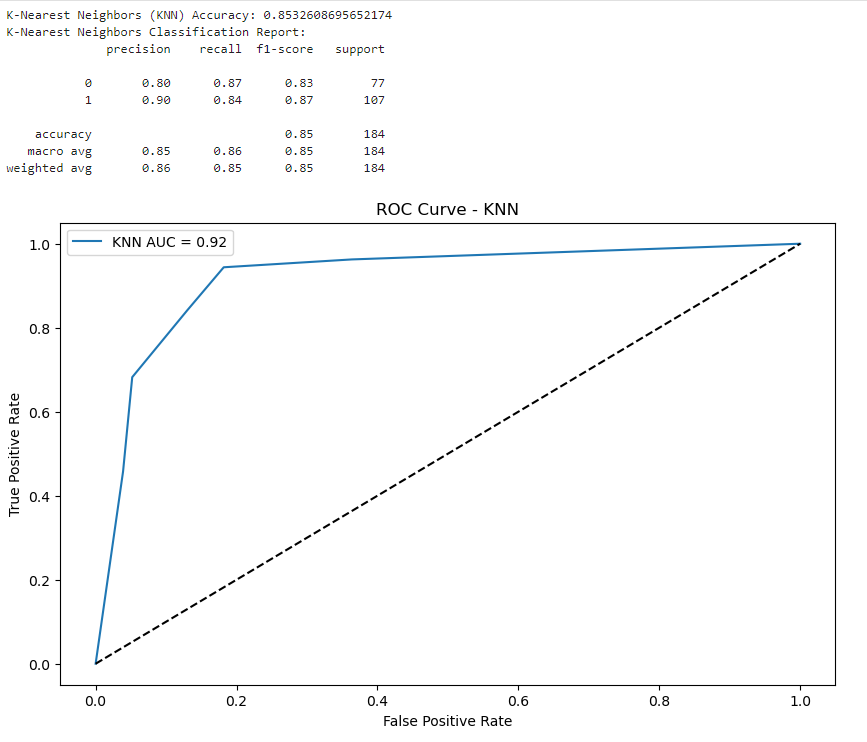 K-Nearest Neighbors (KNN) Accuracy: 0.8532608695652174
K-Nearest Neighbors Classification Report:
precision recall f1-score support
0 0.80 0.87 0.83 77
1 0.90 0.84 0.87 107
accuracy 0.85 184
macro avg 0.85 0.86 0.85 184
weighted avg 0.86 0.85 0.85 184
ROC Curve - KNN
KNN AUC = 0.92
1.0
0.8
0.6
0.4
0.2
0.0
True Positive Rate
0.0 0.2 0.4 0.6 0.8 1.0
False Positive Rate